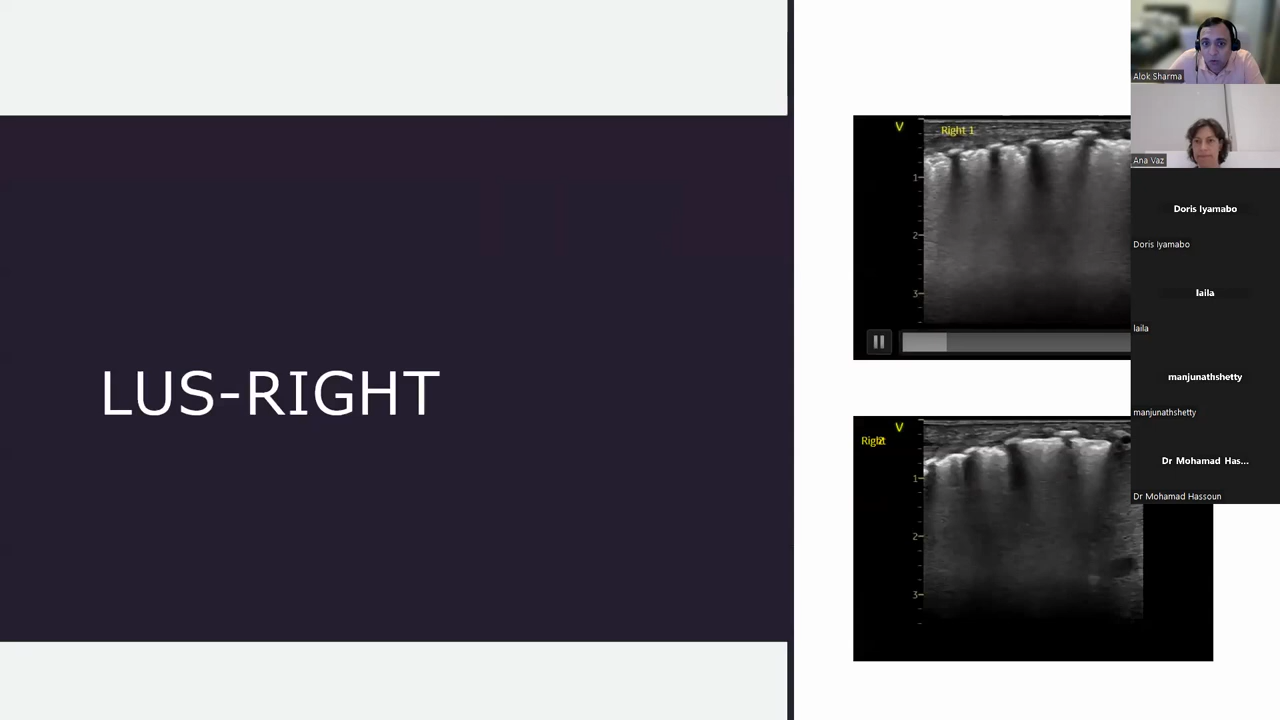 LUS-RIGHT
V
Right 1
1
2
3
V
Right
1
2
3
Alok Sharma
Ana Vaz
Doris Iyamabo
Doris Iyamabo
laila
laila
manjunathshetty
manjunathshetty
Dr Mohamad Has...
Dr Mohamad Hassoun